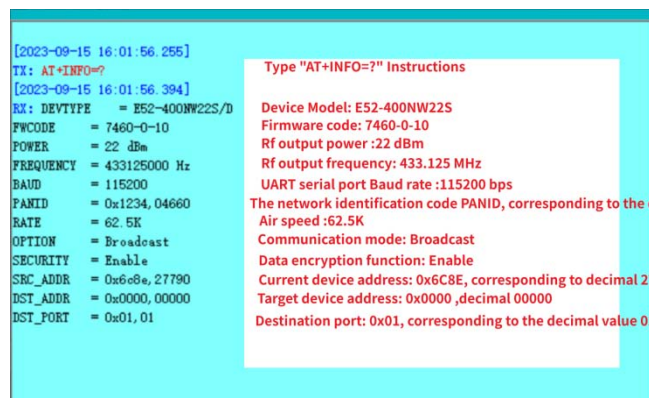 [2023-09-15 16:01:56.255]
TX: AT+INFO=? Type "AT+INFO=?" Instructions
[2023-09-15 16:01:56.394]
RX: DEVTYPE = E52-400NW22S/D Device Model: E52-400NW22S
FWCODE = 7460-0-10 Firmware code: 7460-0-10
POWER = 22 dBm Rf output power :22 dBm
FREQUENCY = 433125000 Hz Rf output frequency: 433.125 MHz
BAUD = 115200 UART serial port Baud rate :115200 bps
PANID = 0x1234,04660 The network identification code PANID, corresponding to the
RATE = 62.5K Air speed :62.5K
OPTION = Broadcast Communication mode: Broadcast
SECURITY = Enable Data encryption function: Enable
SRC_ADDR = 0x6c8e,27790 Current device address: 0x6C8E, corresponding to decimal 2
DST_ADDR = 0x0000,00000 Target device address: 0x0000 ,decimal 00000
DST_PORT = 0x01,01 Destination port: 0x01, corresponding to the decimal value 0